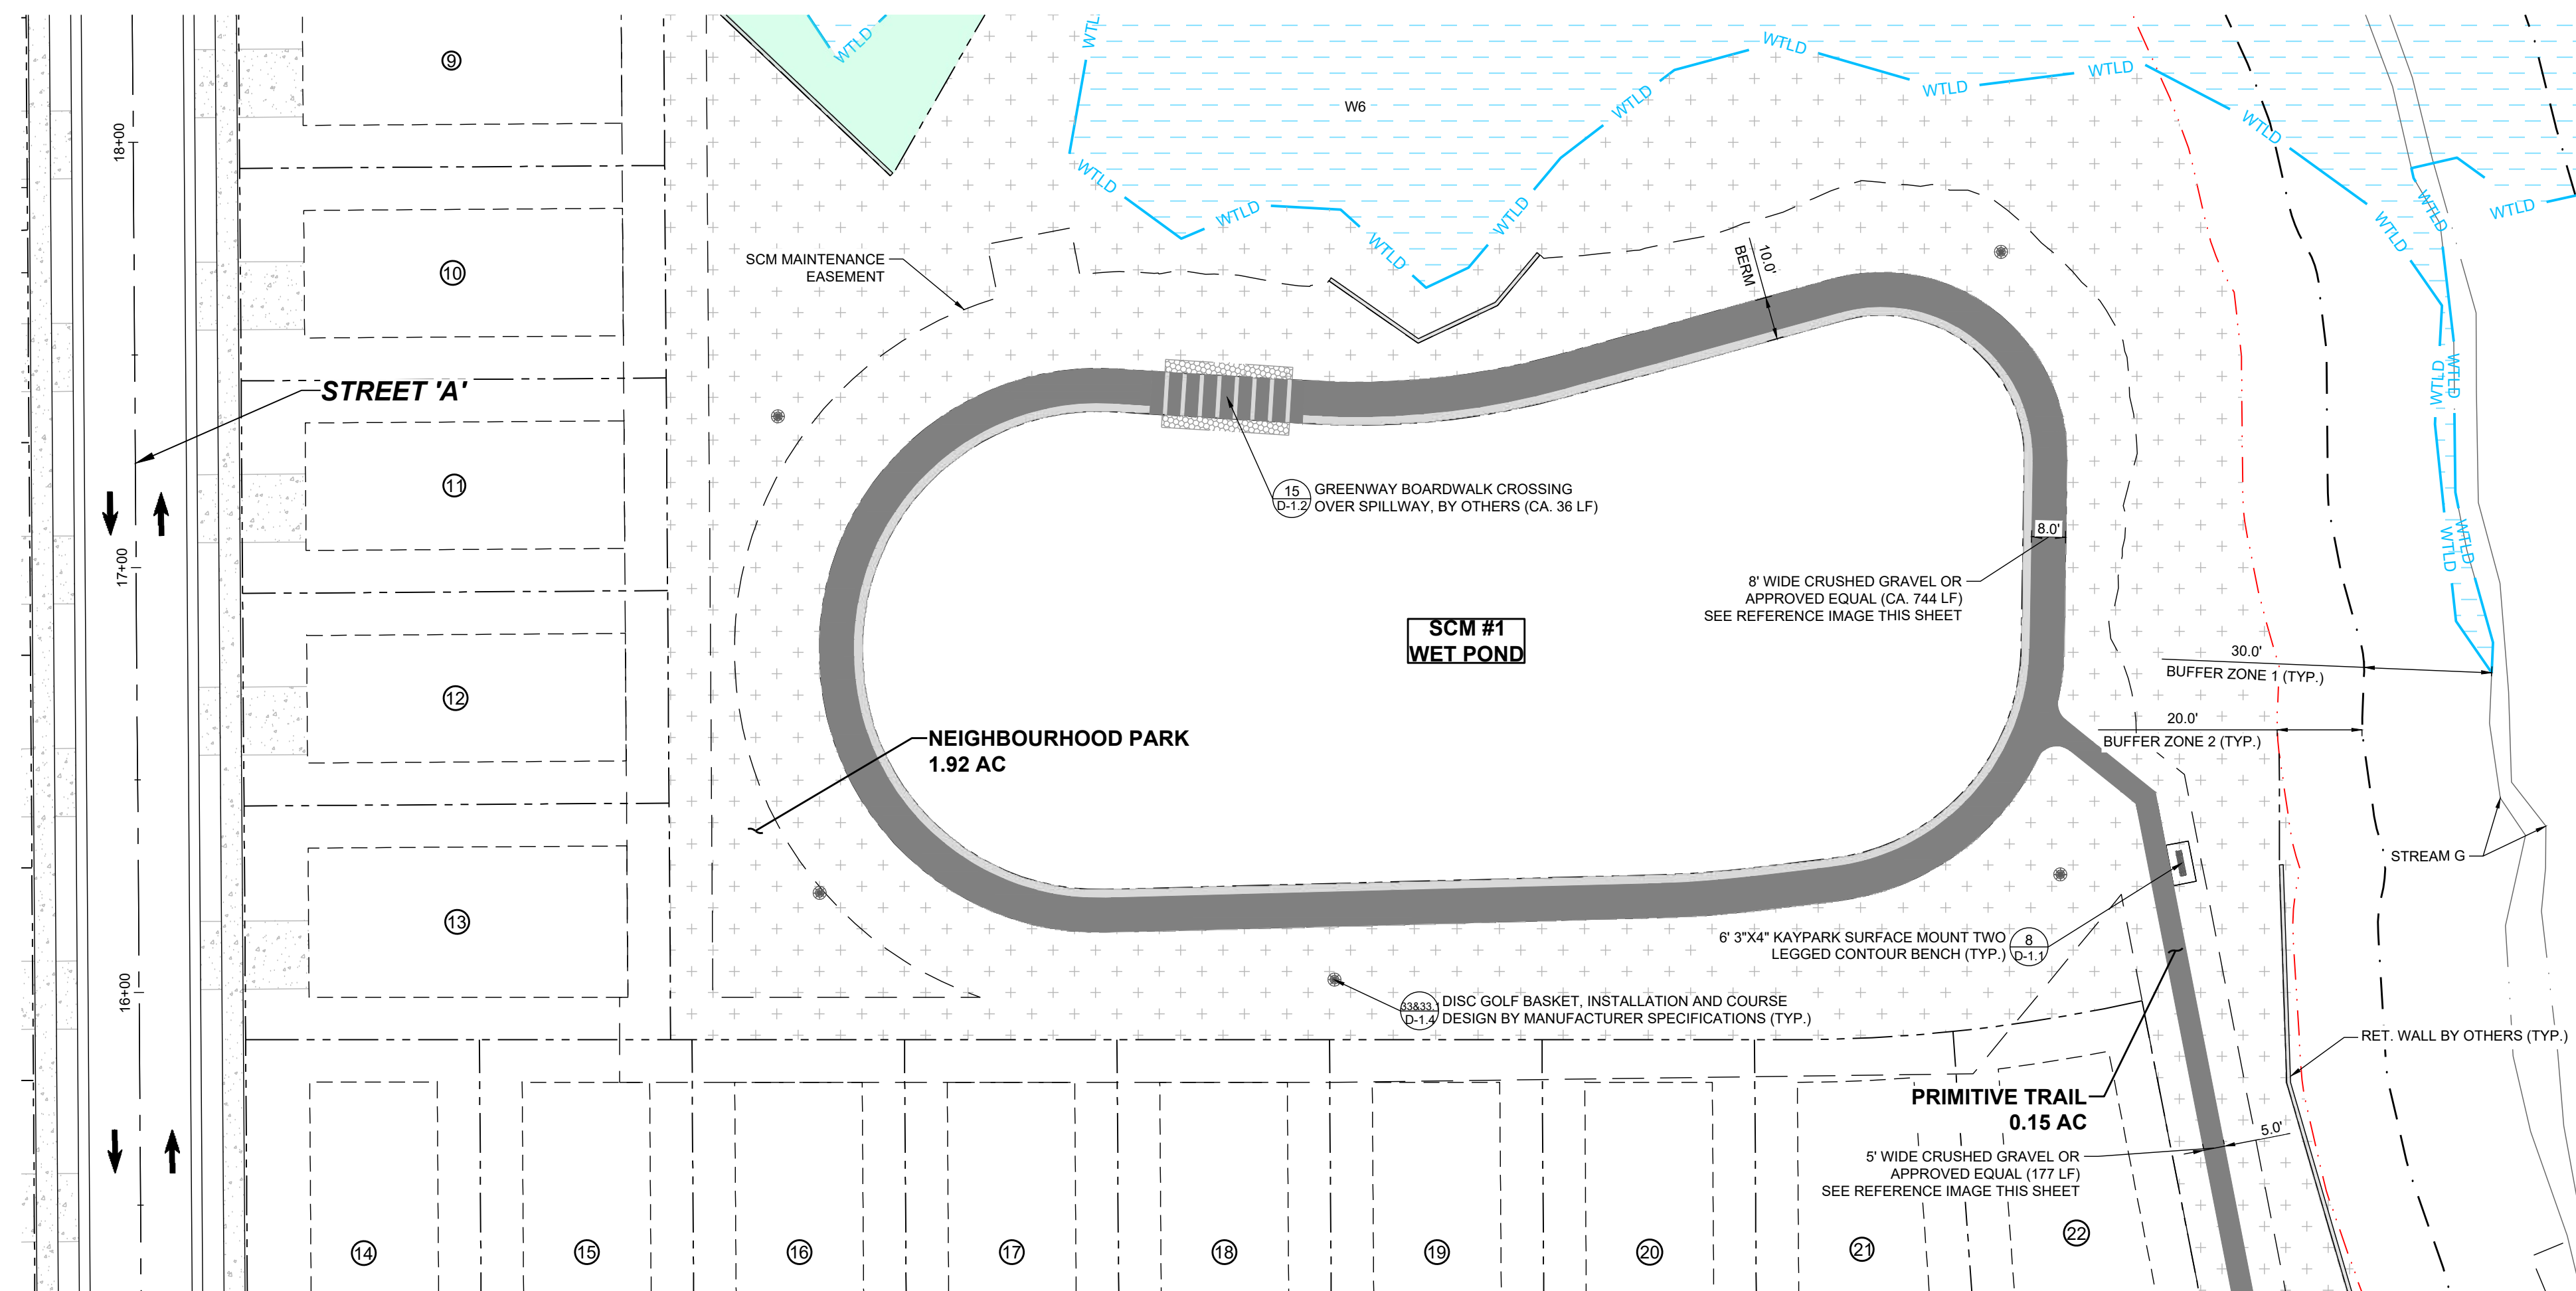 9
WTLD
WTLD
WTLD
WTLD
WTLD
W6
WTLD
WTLD
18+00
WTLD
WTLD
WTLD
WTLD
WTLD
WTLD
WTLD
WTLD
WTLD
10
SCM MAINTENANCE
EASEMENT
10.0'
BERM
STREET 'A'
WTLD
WTLD
11
15
D-1.2
GREENWAY BOARDWALK CROSSING
OVER SPILLWAY, BY OTHERS (CA. 36 LF)
8.0'
WTLD
WTLD
17+00
8' WIDE CRUSHED GRAVEL OR
APPROVED EQUAL (CA. 744 LF)
SEE REFERENCE IMAGE THIS SHEET
SCM #1
WET POND
30.0'
BUFFER ZONE 1 (TYP.)
12
20.0'
BUFFER ZONE 2 (TYP.)
NEIGHBOURHOOD PARK
1.92 AC
STREAM G
13
6' 3"X4" KAYPARK SURFACE MOUNT TWO
LEGGED CONTOUR BENCH (TYP.)
8
D-1.1
16+00
33&33.
D-1.4
DISC GOLF BASKET, INSTALLATION AND COURSE
DESIGN BY MANUFACTURER SPECIFICATIONS (TYP.)
RET. WALL BY OTHERS (TYP.)
PRIMITIVE TRAIL
0.15 AC
5.0'
5' WIDE CRUSHED GRAVEL OR
APPROVED EQUAL (177 LF)
SEE REFERENCE IMAGE THIS SHEET
14
15
16
17
18
19
20
21
22